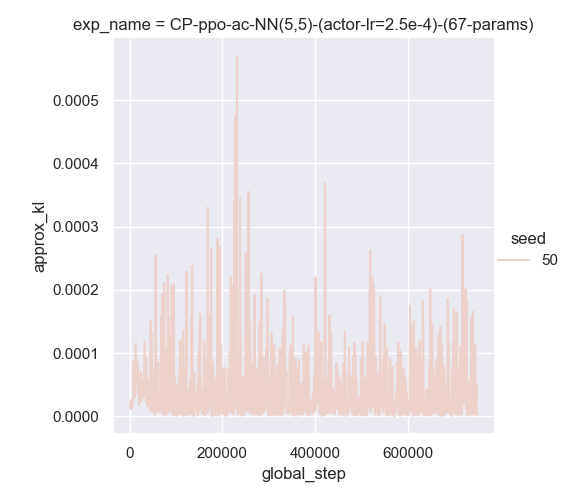 exp_name = CP-ppo-ac-NN(5,5)-(actor-lr=2.5e-4)-(67-params)
0.0005
0.0004
0.0003
0.0002
0.0001
0.0000
approx_kl
0
200000
400000
600000
global_step
seed
50